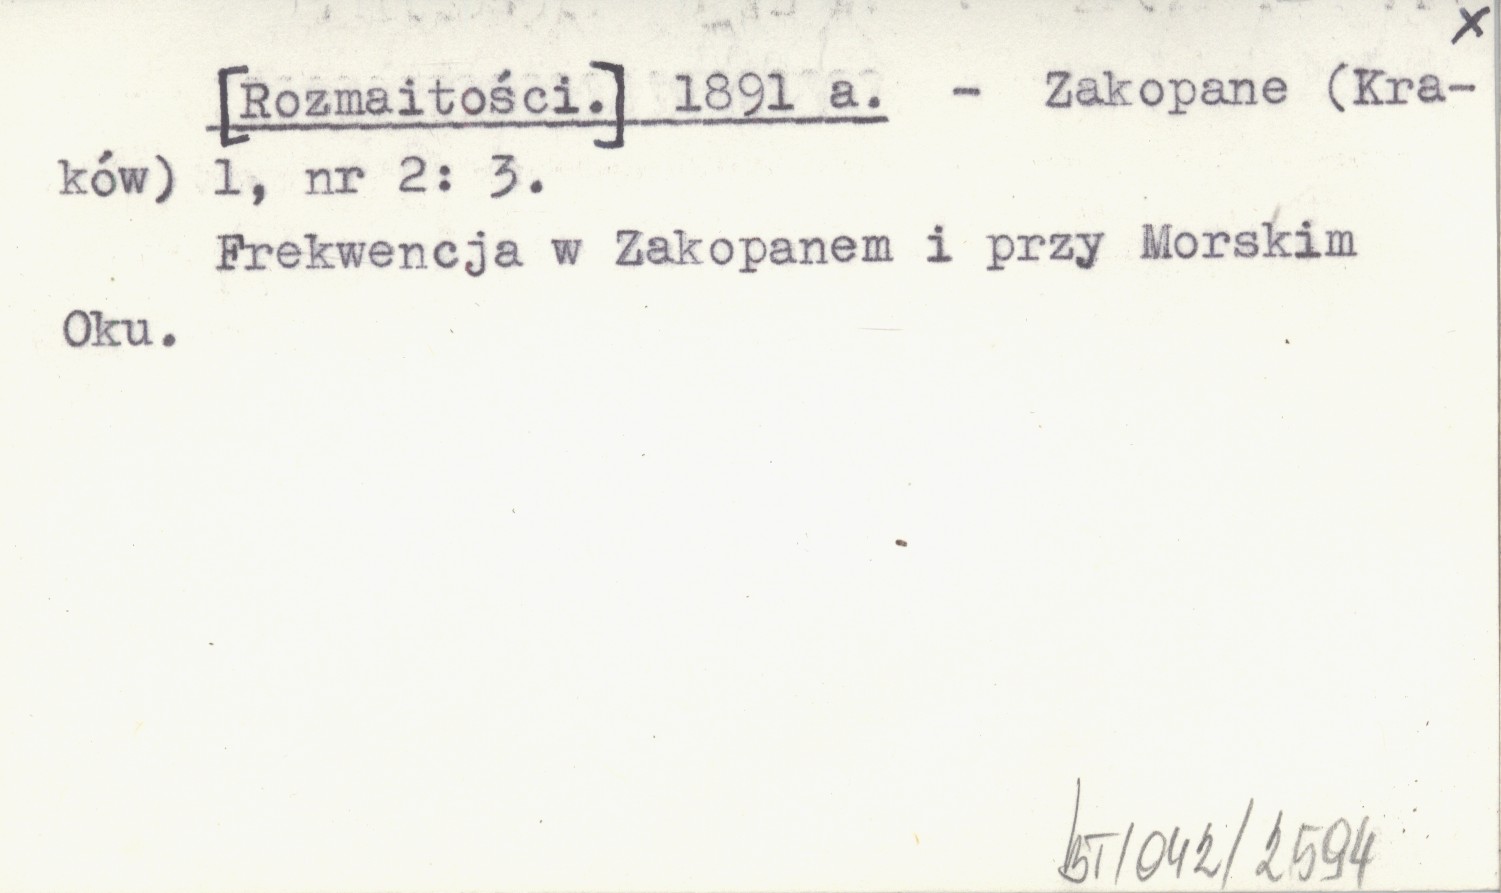 x
[Rozmaitości.] 1891 a. - Zakopane (Kra-
ków) 1, nr 2: 3.
Frekwencja w Zakopanem i przy Morskim
Oku.
BT/042/2594